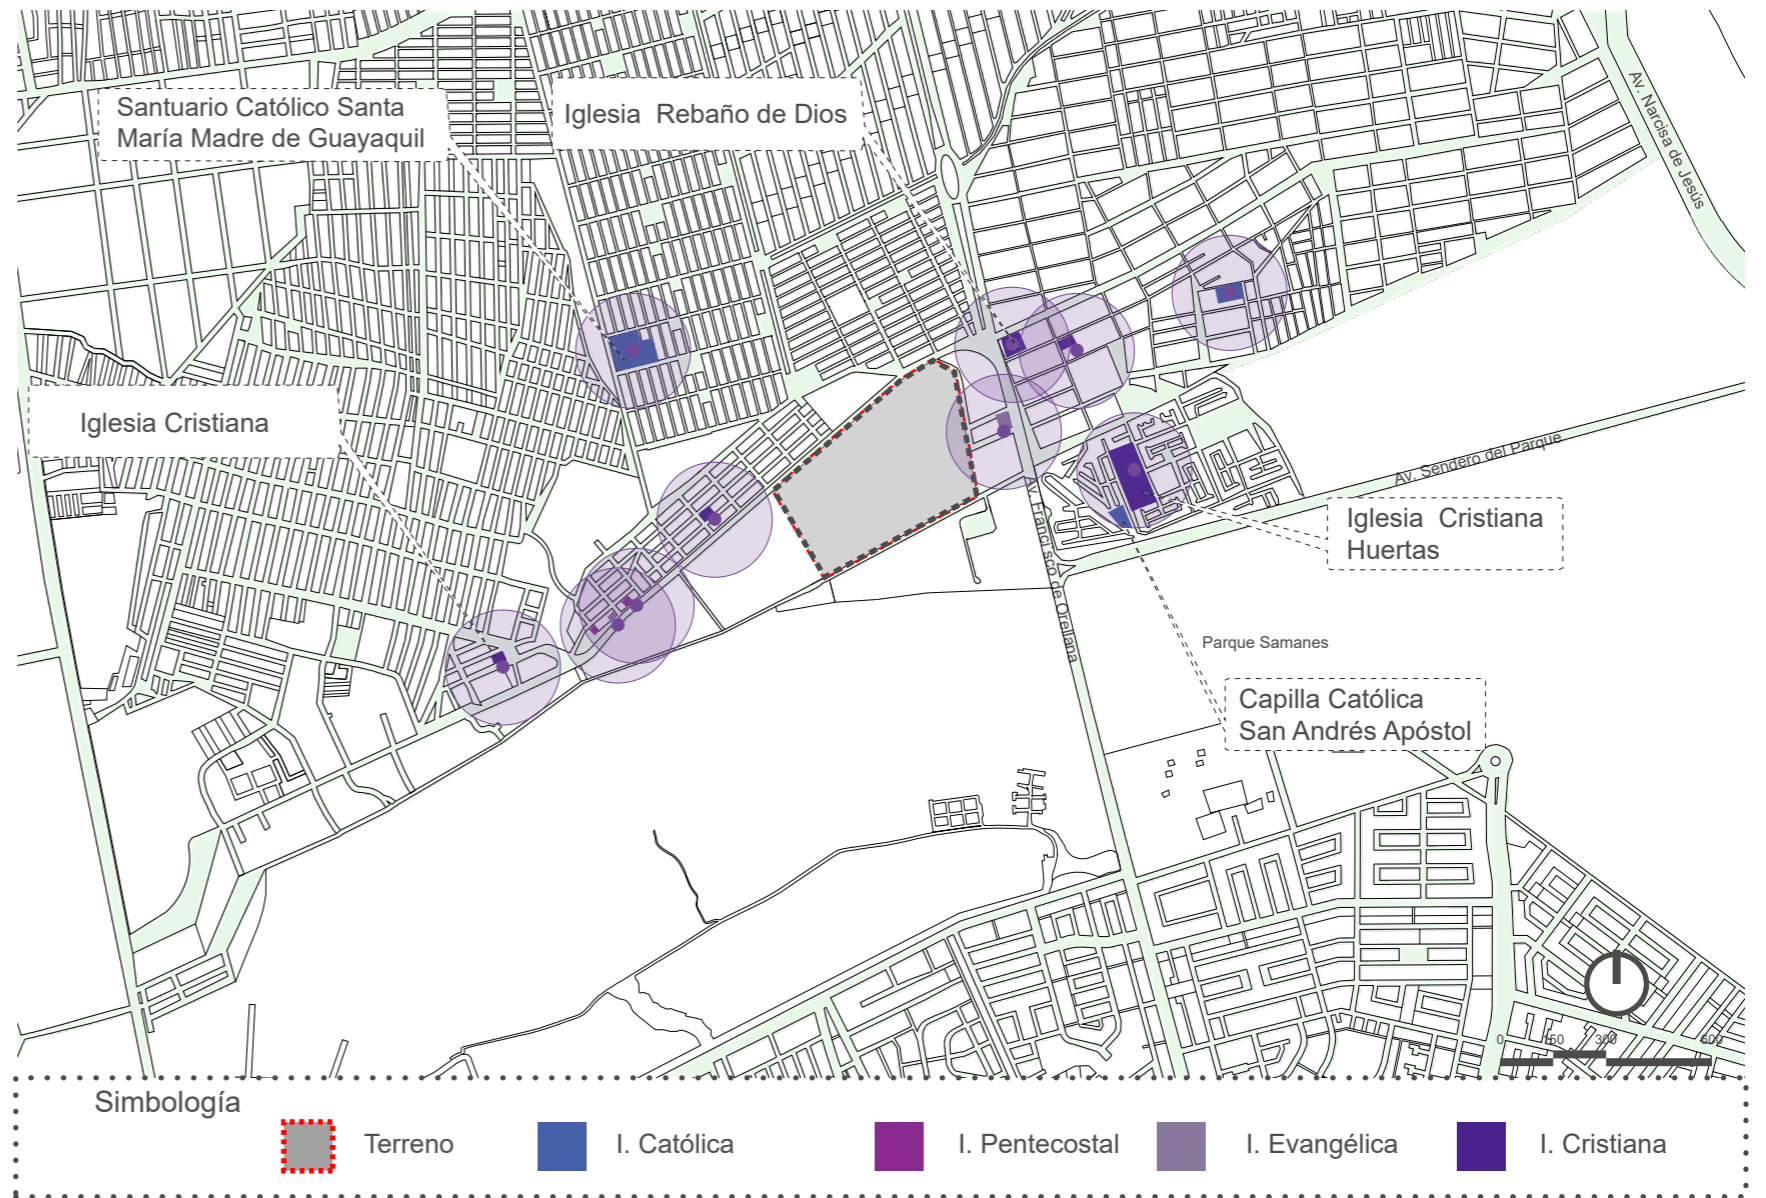 Santuario Católico Santa
María Madre de Guayaquil
Iglesia Rebaño de Dios
Av. Narcisa de Jesús
Iglesia Cristiana
Av. Sendero del Parque
Iglesia Cristiana
Huertas
Av. Francisco de Orellana
Parque Samanes
Capilla Católica
San Andrés Apóstol
0 150 300 600
Simbología
Terreno
I. Católica
I. Pentecostal
I. Evangélica
I. Cristiana